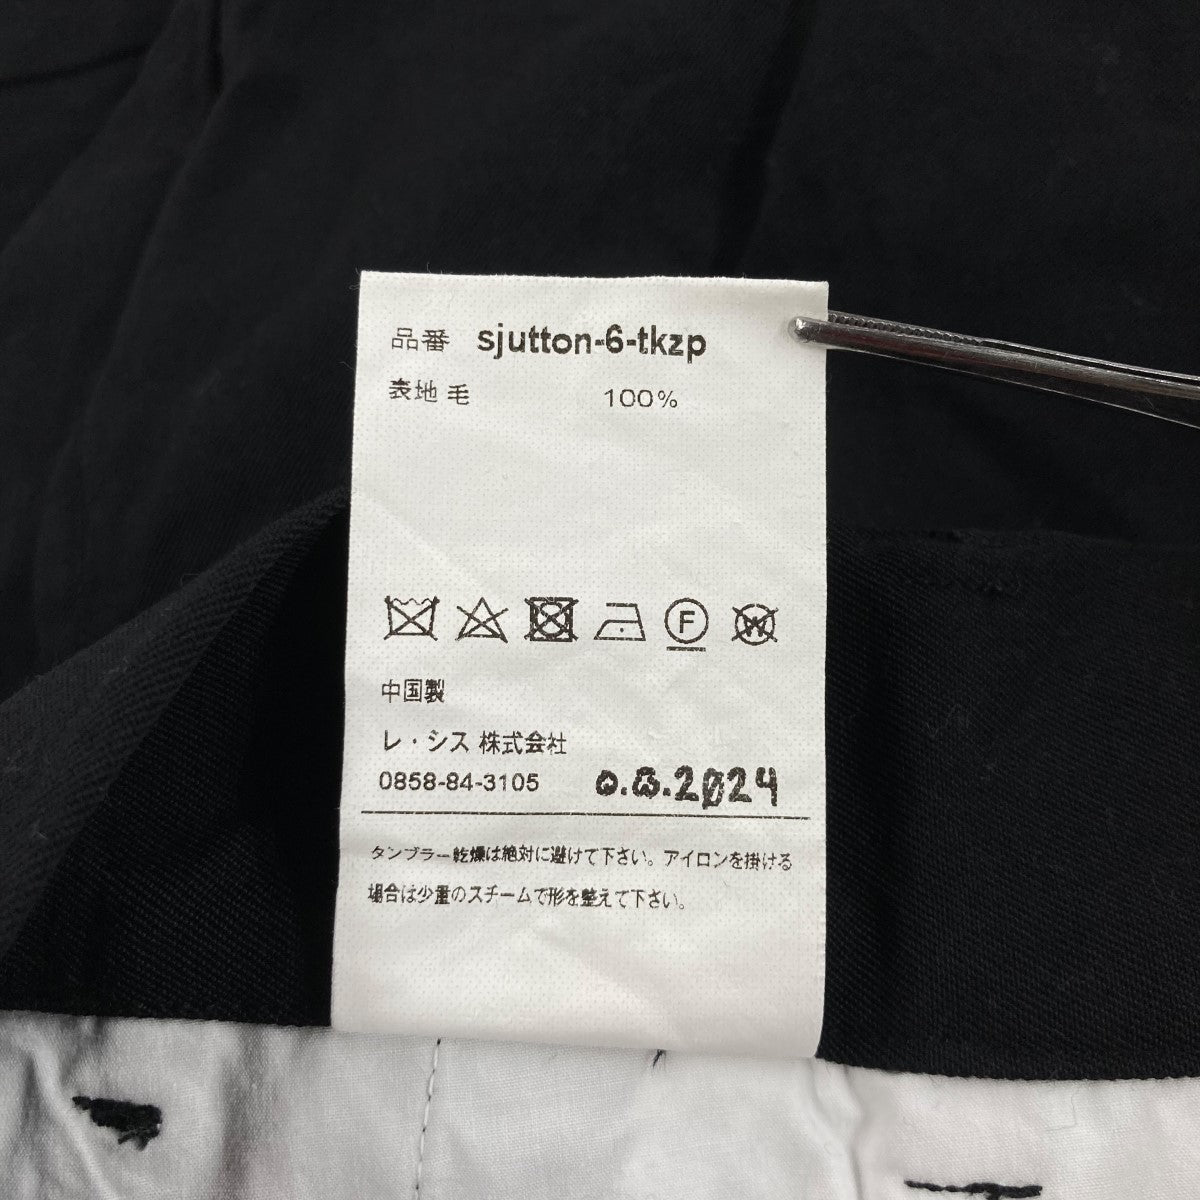 品番 sjutton-6-tkzp
表地 毛 100%
F W
中国製
レ・シス 株式会社
0858-84-3105 o.m.2024
タンブラー乾燥は絶対に避けて下さい。アイロンを掛ける
場合は少量のスチームで形を整えて下さい。